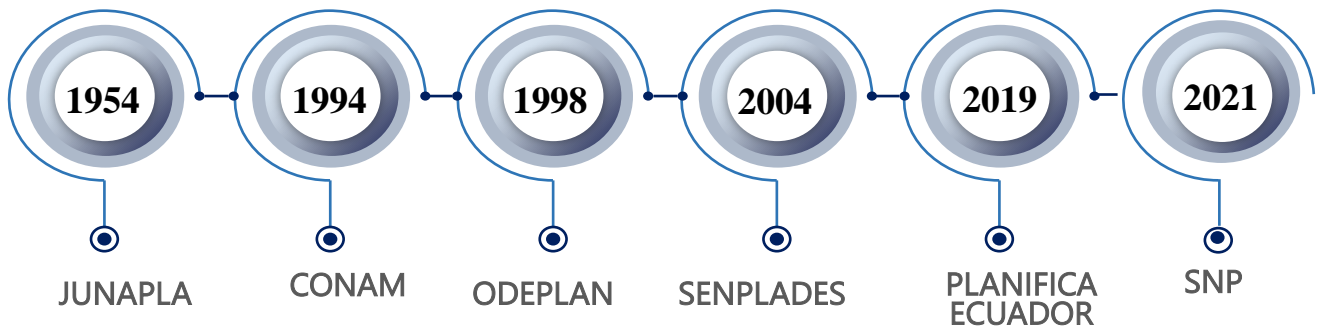 1954
1994
1998
2004
2019
2021
JUNAPLA
CONAM
ODEPLAN
SENPLADES
PLANIFICA
ECUADOR
SNP